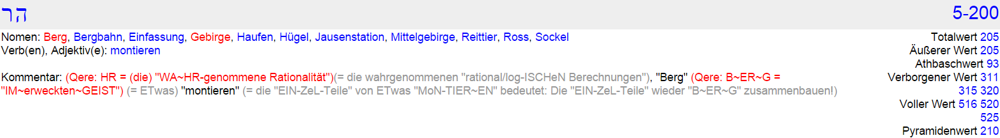 הר 5-200
Nomen: Berg, Bergbahn, Einfassung, Gebirge, Haufen, Hügel, Jausenstation, Mittelgebirge, Reittier, Ross, Sockel Totalwert 205
Verb(en), Adjektiv(e): montieren Äußerer Wert 205
Athbaschwert 93
Kommentar: (Qere: HR = (die) "WA~HR-genommene Rationalität")(= die wahrgenommenen "rational/log-ISCHeN Berechnungen"), "Berg" (Qere: B~ER~G = Verborgener Wert 311
"IM~erweckten~GEIST") (= ETwas) "montieren" (= die "EIN-ZeL-Teile" von ETwas "MoN-TIER~EN" bedeutet: Die "EIN-ZeL-Teile" wieder "B~ER~G" zusammenbauen!) 315 320
Voller Wert 516 520
525
Pyramidenwert 210